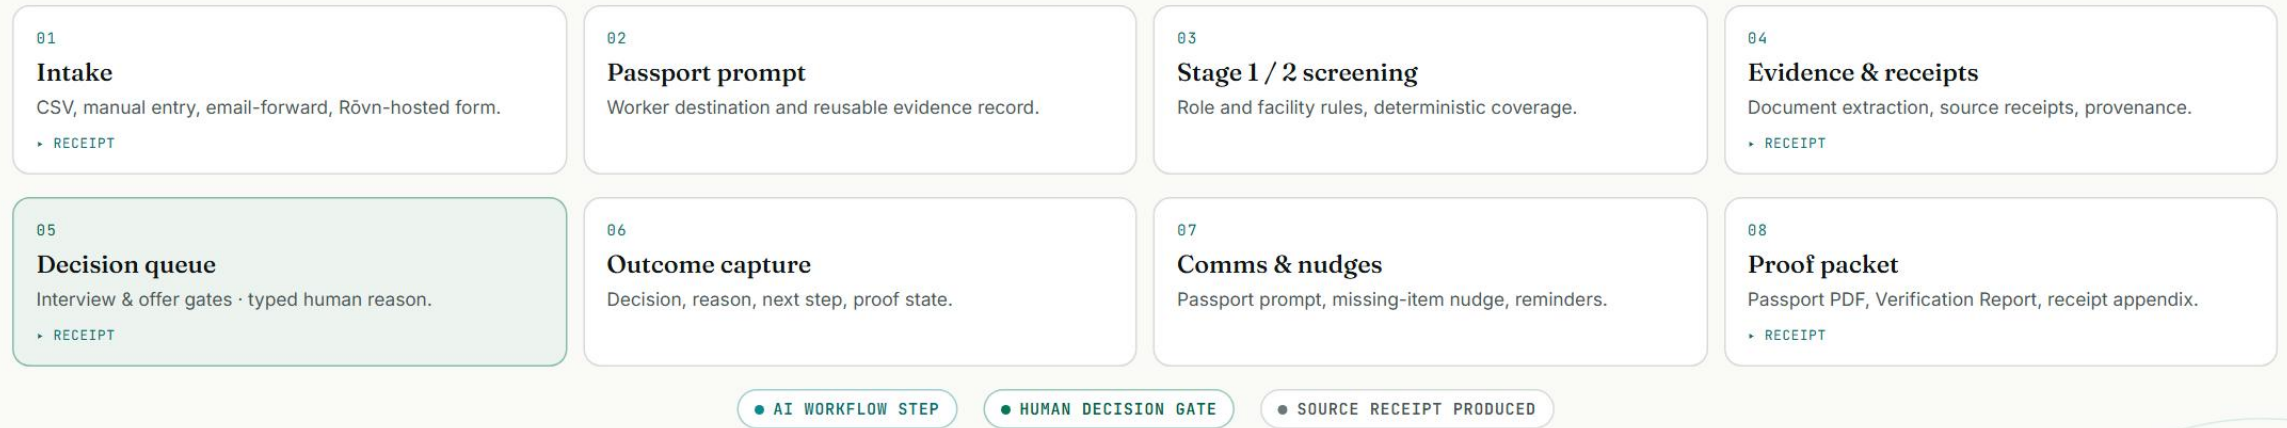 01
Intake
CSV, manual entry, email-forward, Rōvn-hosted form.
▸ RECEIPT
02
Passport prompt
Worker destination and reusable evidence record.
03
Stage 1 / 2 screening
Role and facility rules, deterministic coverage.
04
Evidence & receipts
Document extraction, source receipts, provenance.
▸ RECEIPT
05
Decision queue
Interview & offer gates · typed human reason.
▸ RECEIPT
06
Outcome capture
Decision, reason, next step, proof state.
07
Comms & nudges
Passport prompt, missing-item nudge, reminders.
08
Proof packet
Passport PDF, Verification Report, receipt appendix.
▸ RECEIPT
AI WORKFLOW STEP
HUMAN DECISION GATE
SOURCE RECEIPT PRODUCED